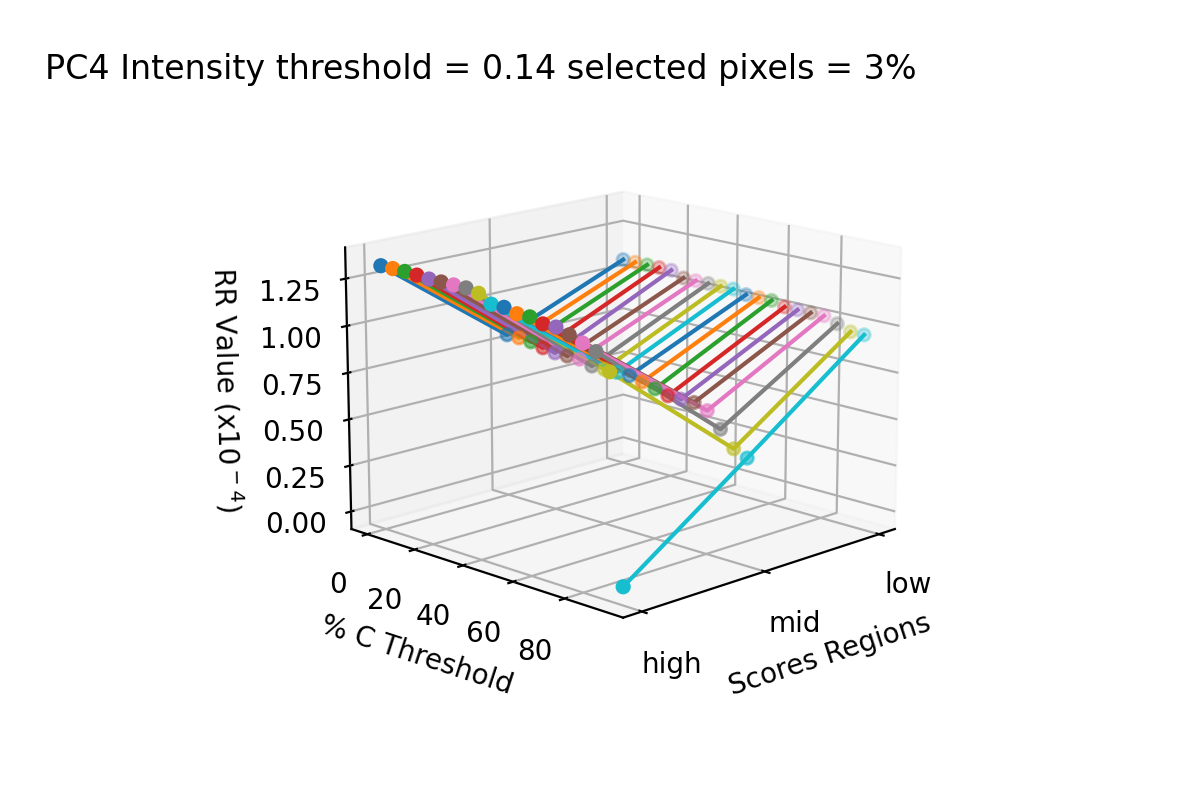 PC4 Intensity threshold = 0.14 selected pixels = 3%
RR Value (x10⁻⁴)
1.25
1.00
0.75
0.50
0.25
0.00
0
20
40
60
80
% C Threshold
high
mid
low
Scores Regions